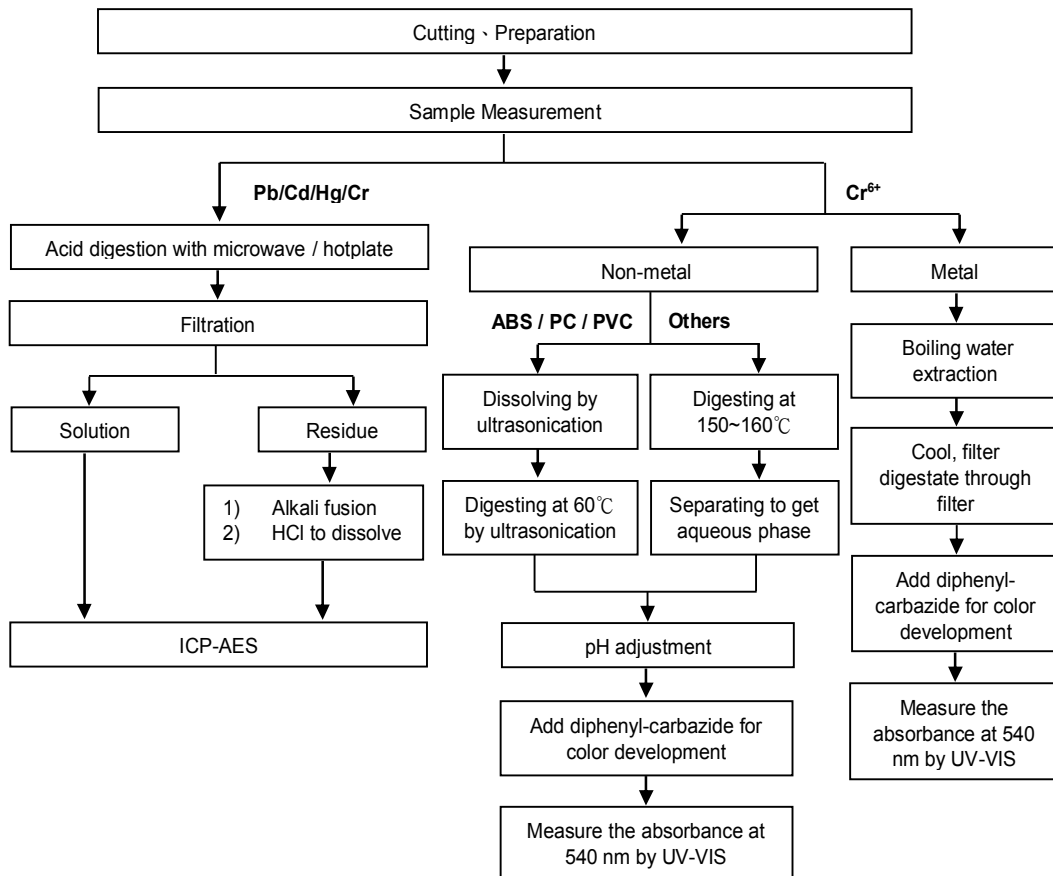 Cutting、Preparation
Sample Measurement
Pb/Cd/Hg/Cr
Cr⁶⁺
Acid digestion with microwave / hotplate
Non-metal
Metal
Filtration
ABS / PC / PVC
Others
Boiling water
extraction
Solution
Residue
Dissolving by
ultrasonication
Digesting at
150~160℃
Cool, filter
digestate through
filter
1) Alkali fusion
2) HCl to dissolve
Digesting at 60℃
by ultrasonication
Separating to get
aqueous phase
Add diphenyl-
carbazide for color
development
ICP-AES
pH adjustment
Measure the
absorbance at 540
nm by UV-VIS
Add diphenyl-carbazide for
color development
Measure the absorbance at
540 nm by UV-VIS